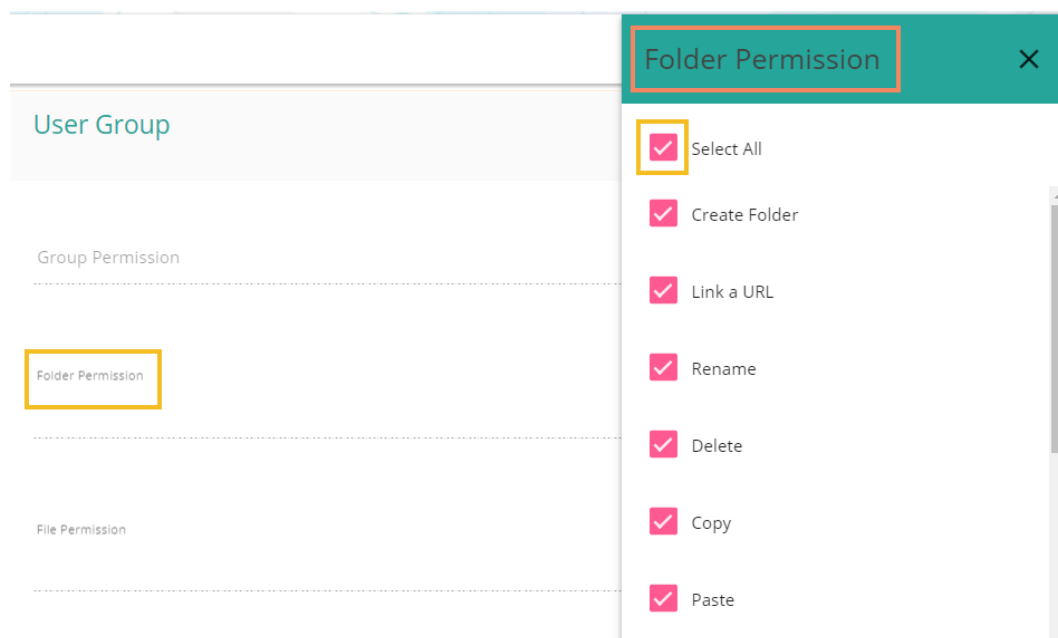 User Group
Group Permission
Folder Permission
File Permission
Folder Permission
Select All
Create Folder
Link a URL
Rename
Delete
Copy
Paste